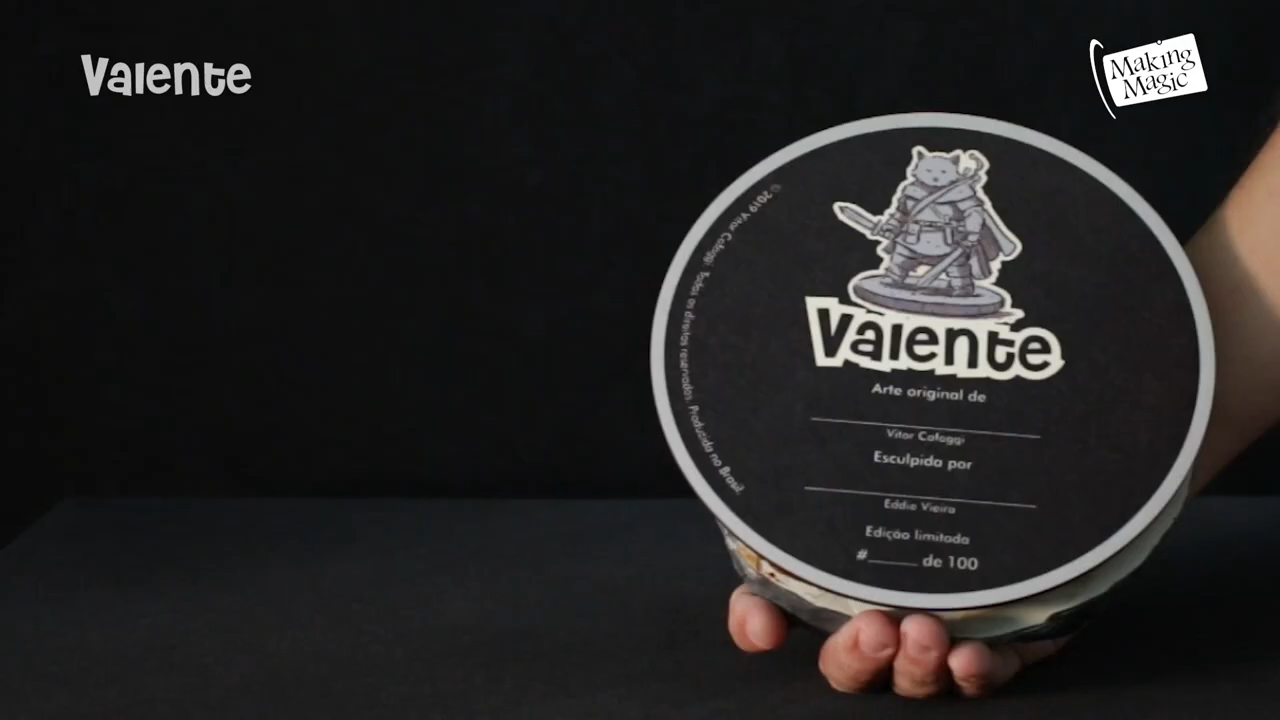 Valente
Making
Magic
© 2019 Vitor Cafaggi. Todos os direitos reservados. Produzido no Brasil.
Valente
Arte original de
Vitor Cafaggi
Esculpida por
Eddie Vieira
Edição limitada
#______ de 100